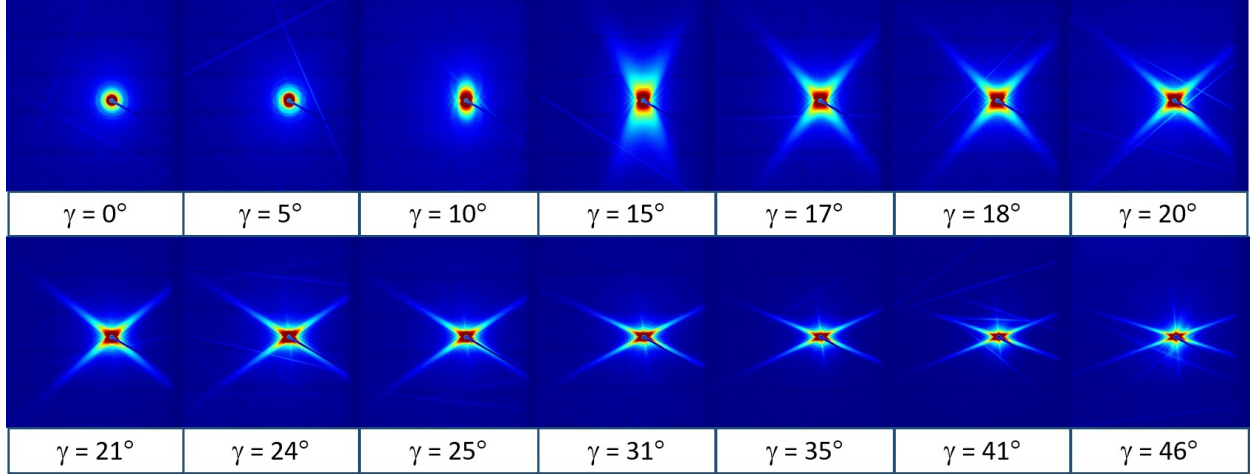 γ = 0° γ = 5° γ = 10° γ = 15° γ = 17° γ = 18° γ = 20°
γ = 21° γ = 24° γ = 25° γ = 31° γ = 35° γ = 41° γ = 46°